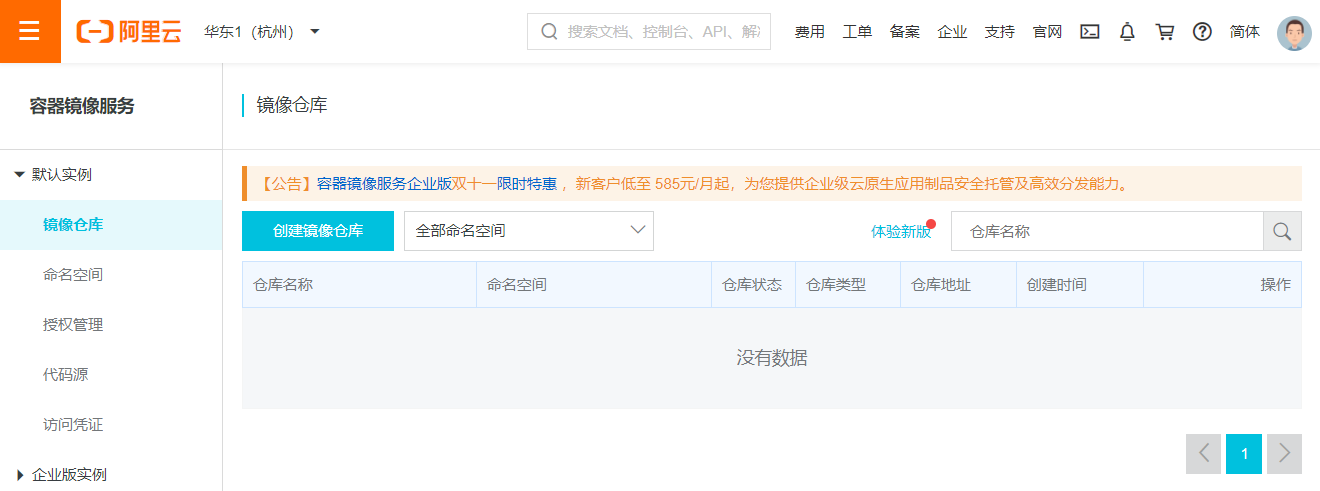 阿里云 华东1（杭州） 搜索文档、控制台、API、解 费用 工单 备案 企业 支持 官网 简体
容器镜像服务
镜像仓库
默认实例
镜像仓库
命名空间
授权管理
代码源
访问凭证
企业版实例
【公告】容器镜像服务企业版双十一限时特惠 ，新客户低至 585元/月起，为您提供企业级云原生应用制品安全托管及高效分发能力。
创建镜像仓库 全部命名空间 体验新版 仓库名称
仓库名称 命名空间 仓库状态 仓库类型 仓库地址 创建时间 操作
没有数据
1